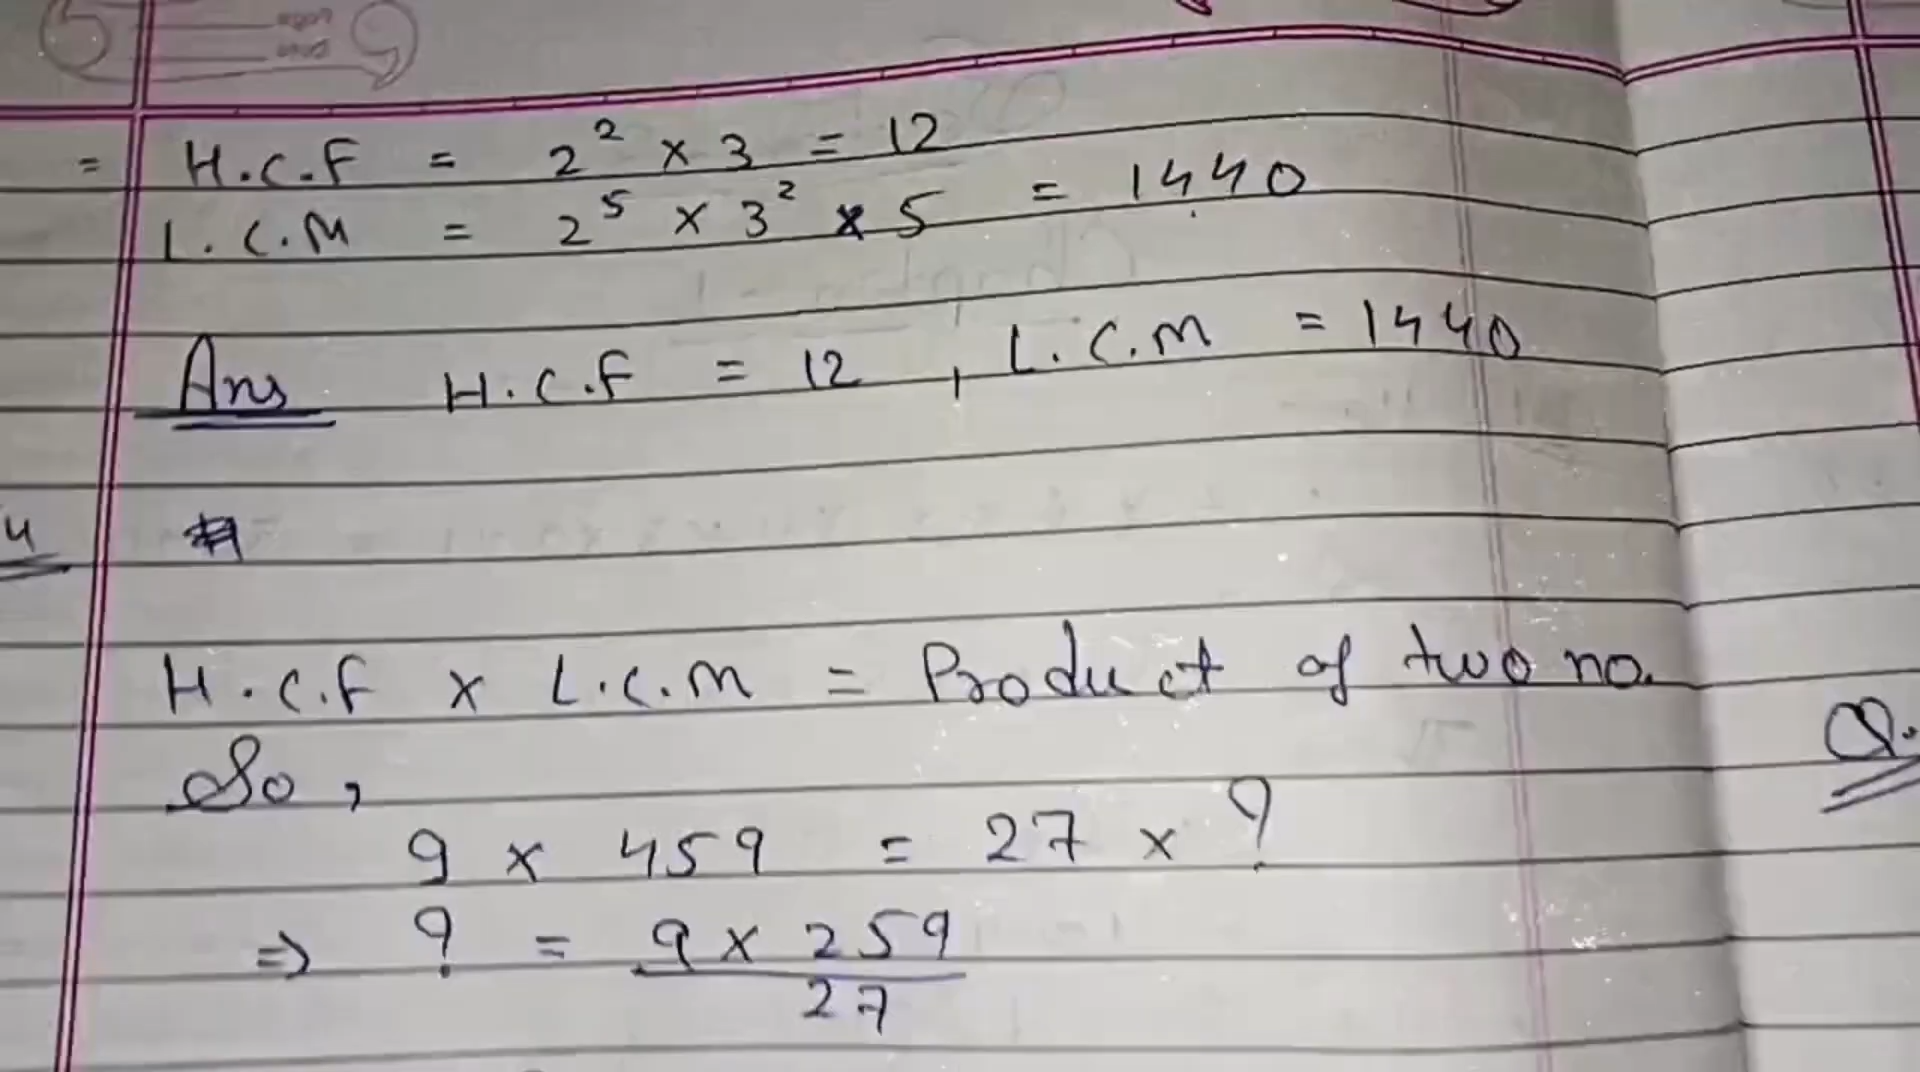 = H.C.F = 2² × 3 = 12
L.C.M = 2⁵ × 3² × 5 = 1440
Ans H.C.F = 12 , L.C.M = 1440
4
H.C.F × L.C.M = Product of two no.
So,
Q.
9 × 459 = 27 × ?
⇒ ? = 9 × 259
27